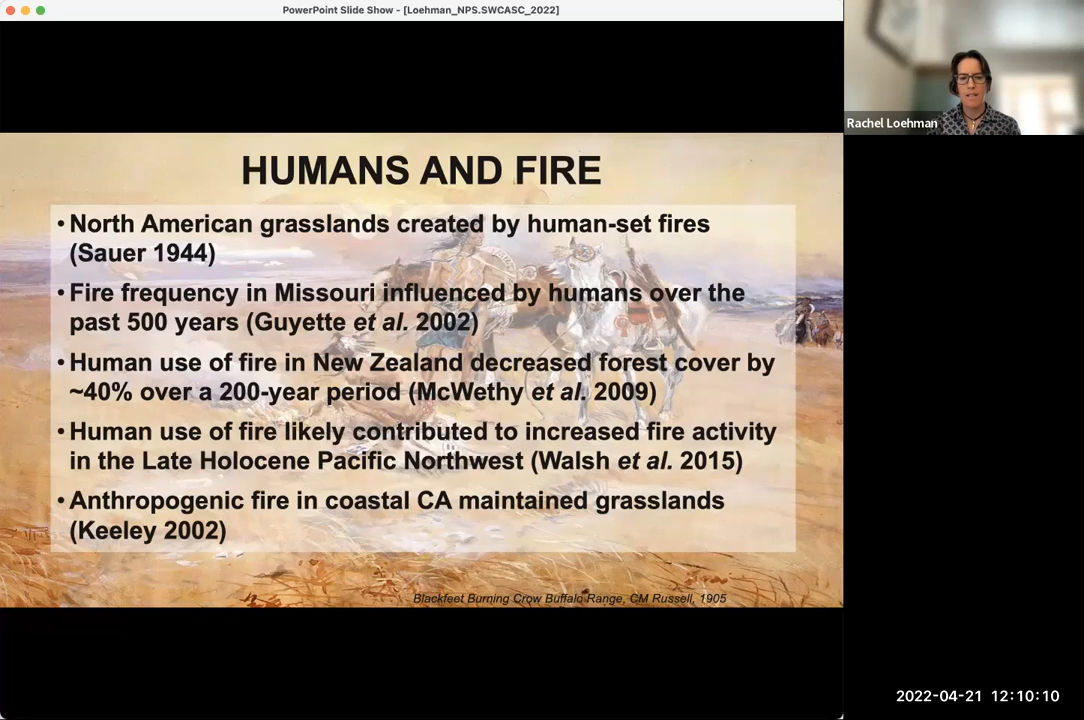 PowerPoint Slide Show - [Loehman_NPS.SWCASC_2022]
Rachel Loehman
HUMANS AND FIRE
• North American grasslands created by human-set fires
(Sauer 1944)
• Fire frequency in Missouri influenced by humans over the
past 500 years (Guyette et al. 2002)
• Human use of fire in New Zealand decreased forest cover by
~40% over a 200-year period (McWethy et al. 2009)
• Human use of fire likely contributed to increased fire activity
in the Late Holocene Pacific Northwest (Walsh et al. 2015)
• Anthropogenic fire in coastal CA maintained grasslands
(Keeley 2002)
Blackfeet Burning Crow Buffalo Range, CM Russell, 1905
2022-04-21 12:10:10